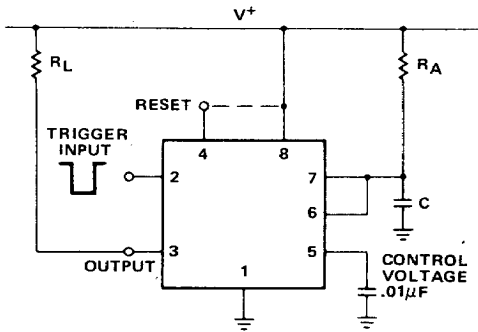 V+
RL
RA
RESET
TRIGGER
INPUT
4
8
2
7
6
C
3
5
OUTPUT
1
CONTROL
VOLTAGE
.01μF